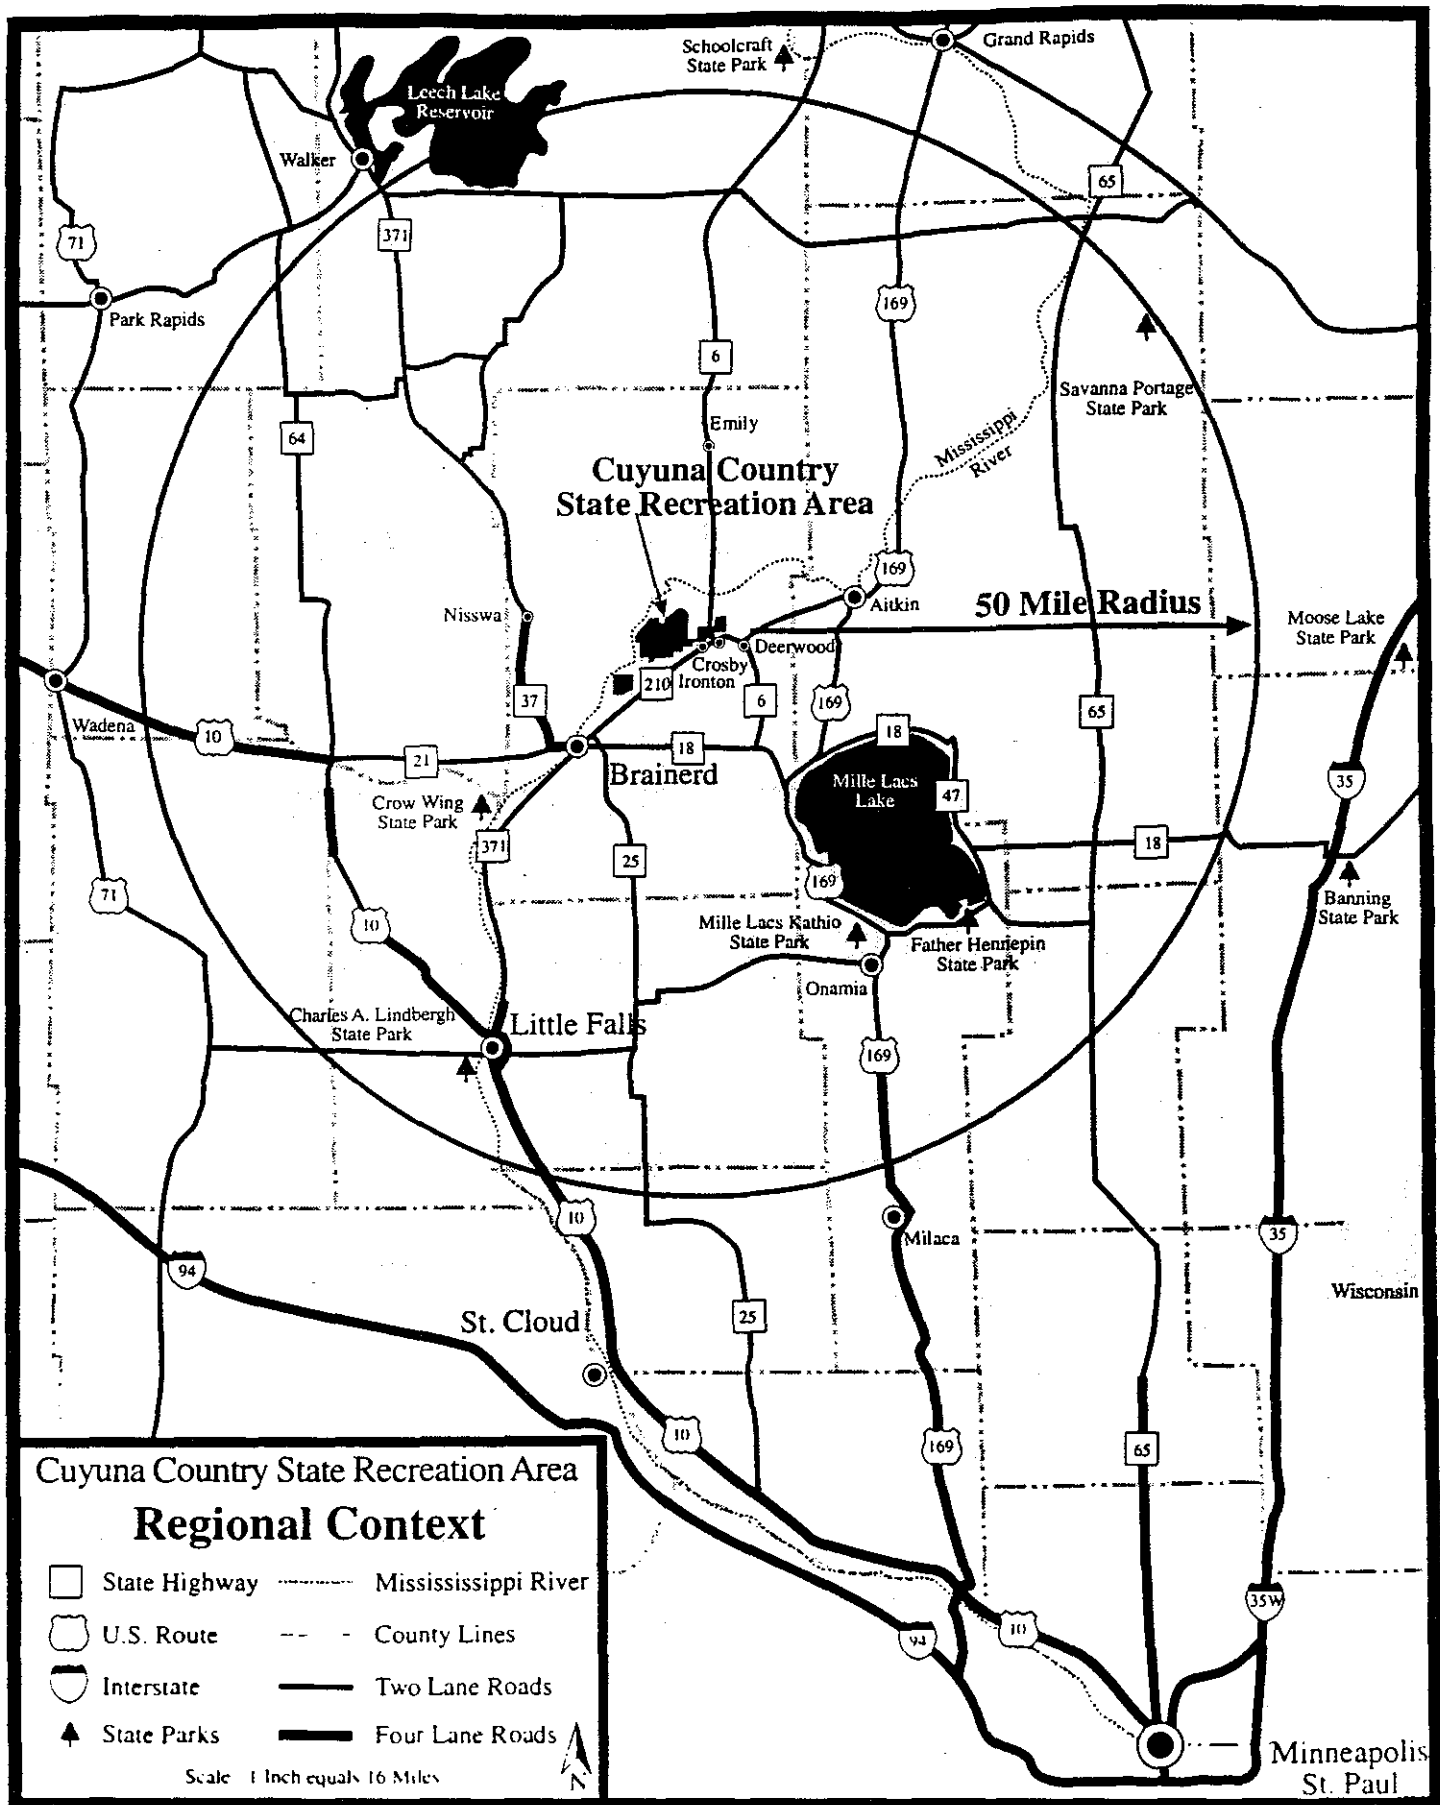 Schoolcraft
State Park
Grand Rapids
Leech Lake
Reservoir
Walker
65
71
371
169
Park Rapids
6
Savanna Portage
State Park
64
Emily
Mississippi
River
Cuyuna Country
State Recreation Area
169
Aitkin
50 Mile Radius
Nisswa
Moose Lake
State Park
Deerwood
Crosby
Ironton
210
37
6
169
65
Wadena
10
21
18
18
Brainerd
Mille Lacs
Lake
47
35
Crow Wing
State Park
371
25
18
169
71
10
Banning
State Park
Mille Lacs Kathio
State Park
Father Hennepin
State Park
Onamia
Charles A. Lindbergh
State Park
Little Falls
169
10
Milaca
35
94
Wisconsin
St. Cloud
25
10
169
65
Cuyuna Country State Recreation Area
Regional Context
State Highway
Mississississippi River
U.S. Route
County Lines
Interstate
Two Lane Roads
State Parks
Four Lane Roads
Scale 1 Inch equals 16 Miles
N
35W
94
10
Minneapolis
St. Paul